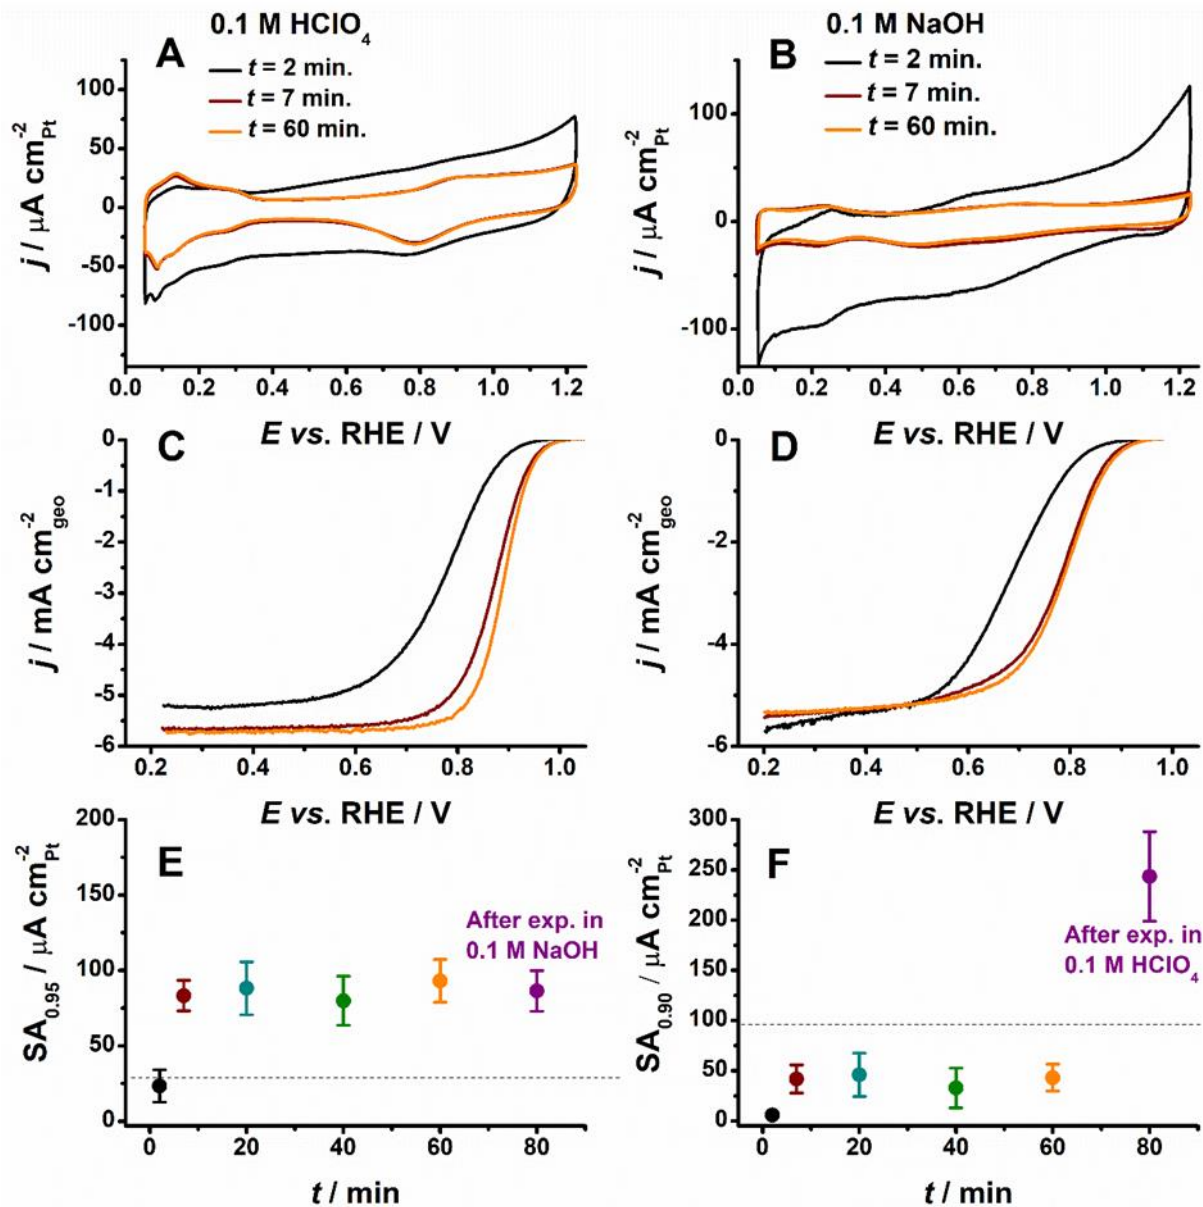 0.1 M HClO4
A
t = 2 min.
t = 7 min.
t = 60 min.
100
50
0
-50
-100
j / μA cm-2Pt
0.0 0.2 0.4 0.6 0.8 1.0 1.2
E vs. RHE / V
0.1 M NaOH
B
t = 2 min.
t = 7 min.
t = 60 min.
100
0
-100
j / μA cm-2Pt
0.0 0.2 0.4 0.6 0.8 1.0 1.2
E vs. RHE / V
C
0
-1
-2
-3
-4
-5
-6
j / mA cm-2geo
0.2 0.4 0.6 0.8 1.0
E vs. RHE / V
D
0
-2
-4
-6
j / mA cm-2geo
0.2 0.4 0.6 0.8 1.0
E vs. RHE / V
E
200
150
100
50
0
SA0.95 / μA cm-2Pt
After exp. in
0.1 M NaOH
0 20 40 60 80
t / min
F
300
250
200
150
100
50
0
SA0.90 / μA cm-2Pt
After exp. in
0.1 M HClO4
0 20 40 60 80
t / min